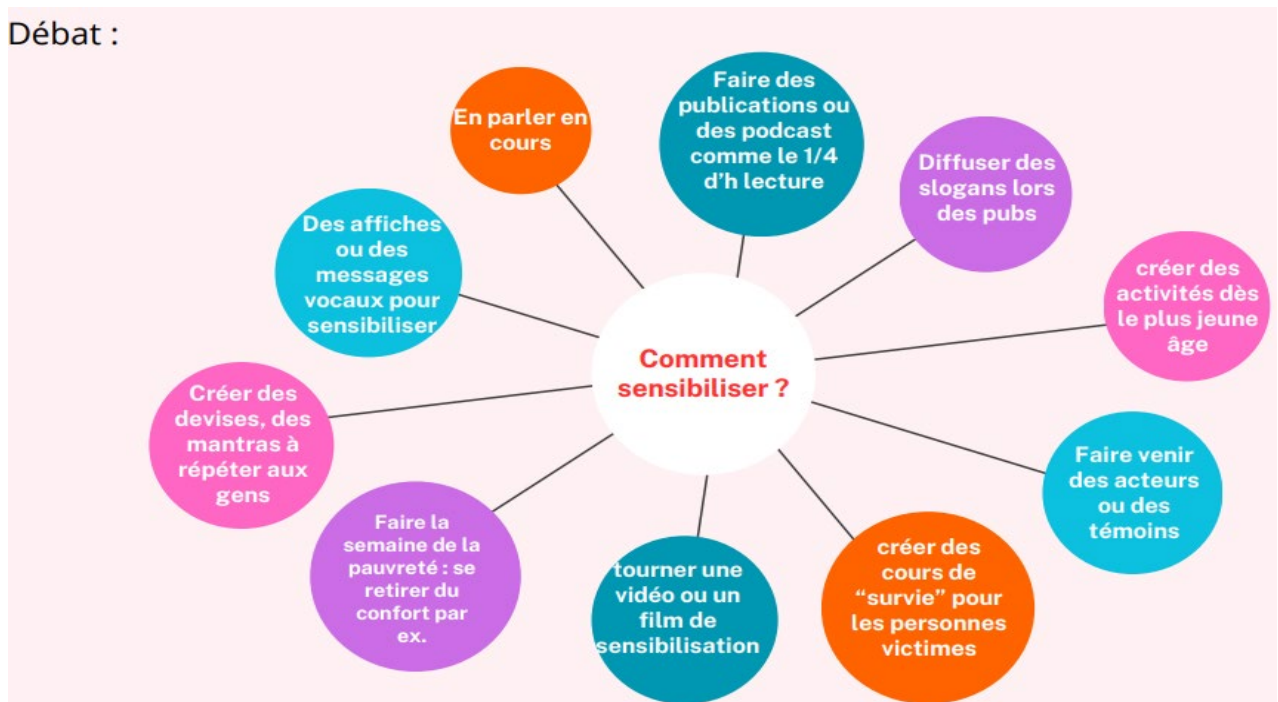 Débat :
En parler en
cours
Faire des
publications ou
des podcast
comme le 1/4
d'h lecture
Diffuser des
slogans lors
des pubs
créer des
activités dès
le plus jeune
âge
Faire venir
des acteurs
ou des
témoins
créer des
cours de
“survie” pour
les personnes
victimes
tourner une
vidéo ou un
film de
sensibilisation
Faire la
semaine de la
pauvreté : se
retirer du
confort par
ex.
Créer des
devises, des
mantras à
répéter aux
gens
Des affiches
ou des
messages
vocaux pour
sensibiliser
Comment
sensibiliser ?